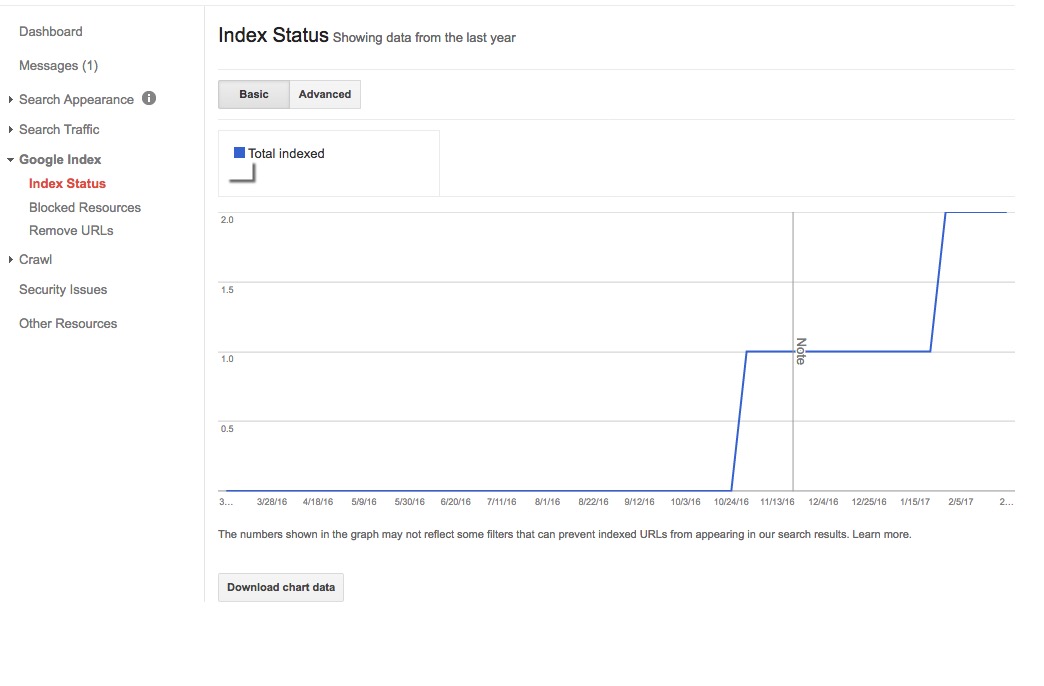 Dashboard
Messages (1)
Search Appearance
Search Traffic
Google Index
Index Status
Blocked Resources
Remove URLs
Crawl
Security Issues
Other Resources
Index Status Showing data from the last year
Basic Advanced
Total indexed
2.0
1.5
1.0
0.5
Note
3... 3/28/16 4/18/16 5/9/16 5/30/16 6/20/16 7/11/16 8/1/16 8/22/16 9/12/16 10/3/16 10/24/16 11/13/16 12/4/16 12/25/16 1/15/17 2/5/17 2...
The numbers shown in the graph may not reflect some filters that can prevent indexed URLs from appearing in our search results. Learn more.
Download chart data